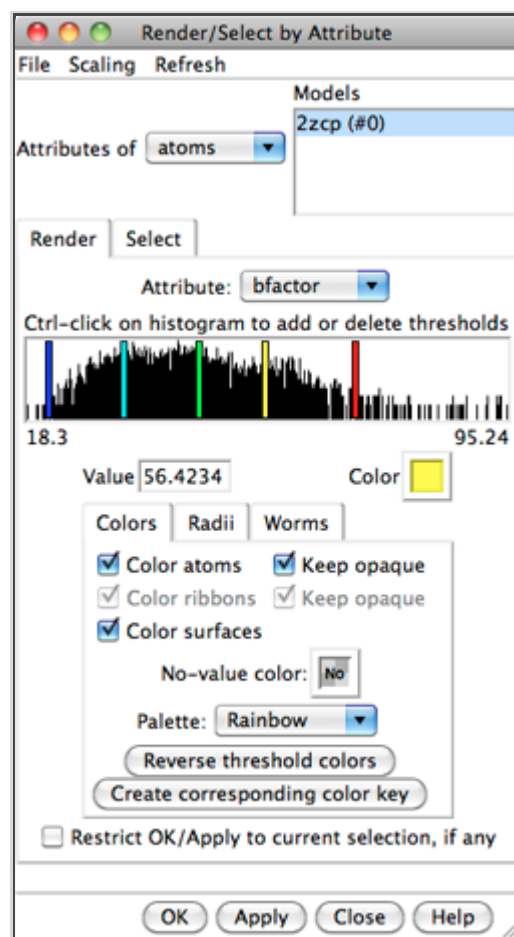 Render/Select by Attribute
File Scaling Refresh
Models
2zcp (#0)
Attributes of atoms
Render Select
Attribute: bfactor
Ctrl-click on histogram to add or delete thresholds
18.3 95.24
Value 56.4234 Color
Colors Radii Worms
Color atoms Keep opaque
Color ribbons Keep opaque
Color surfaces
No-value color: No
Palette: Rainbow
Reverse threshold colors
Create corresponding color key
Restrict OK/Apply to current selection, if any
OK Apply Close Help